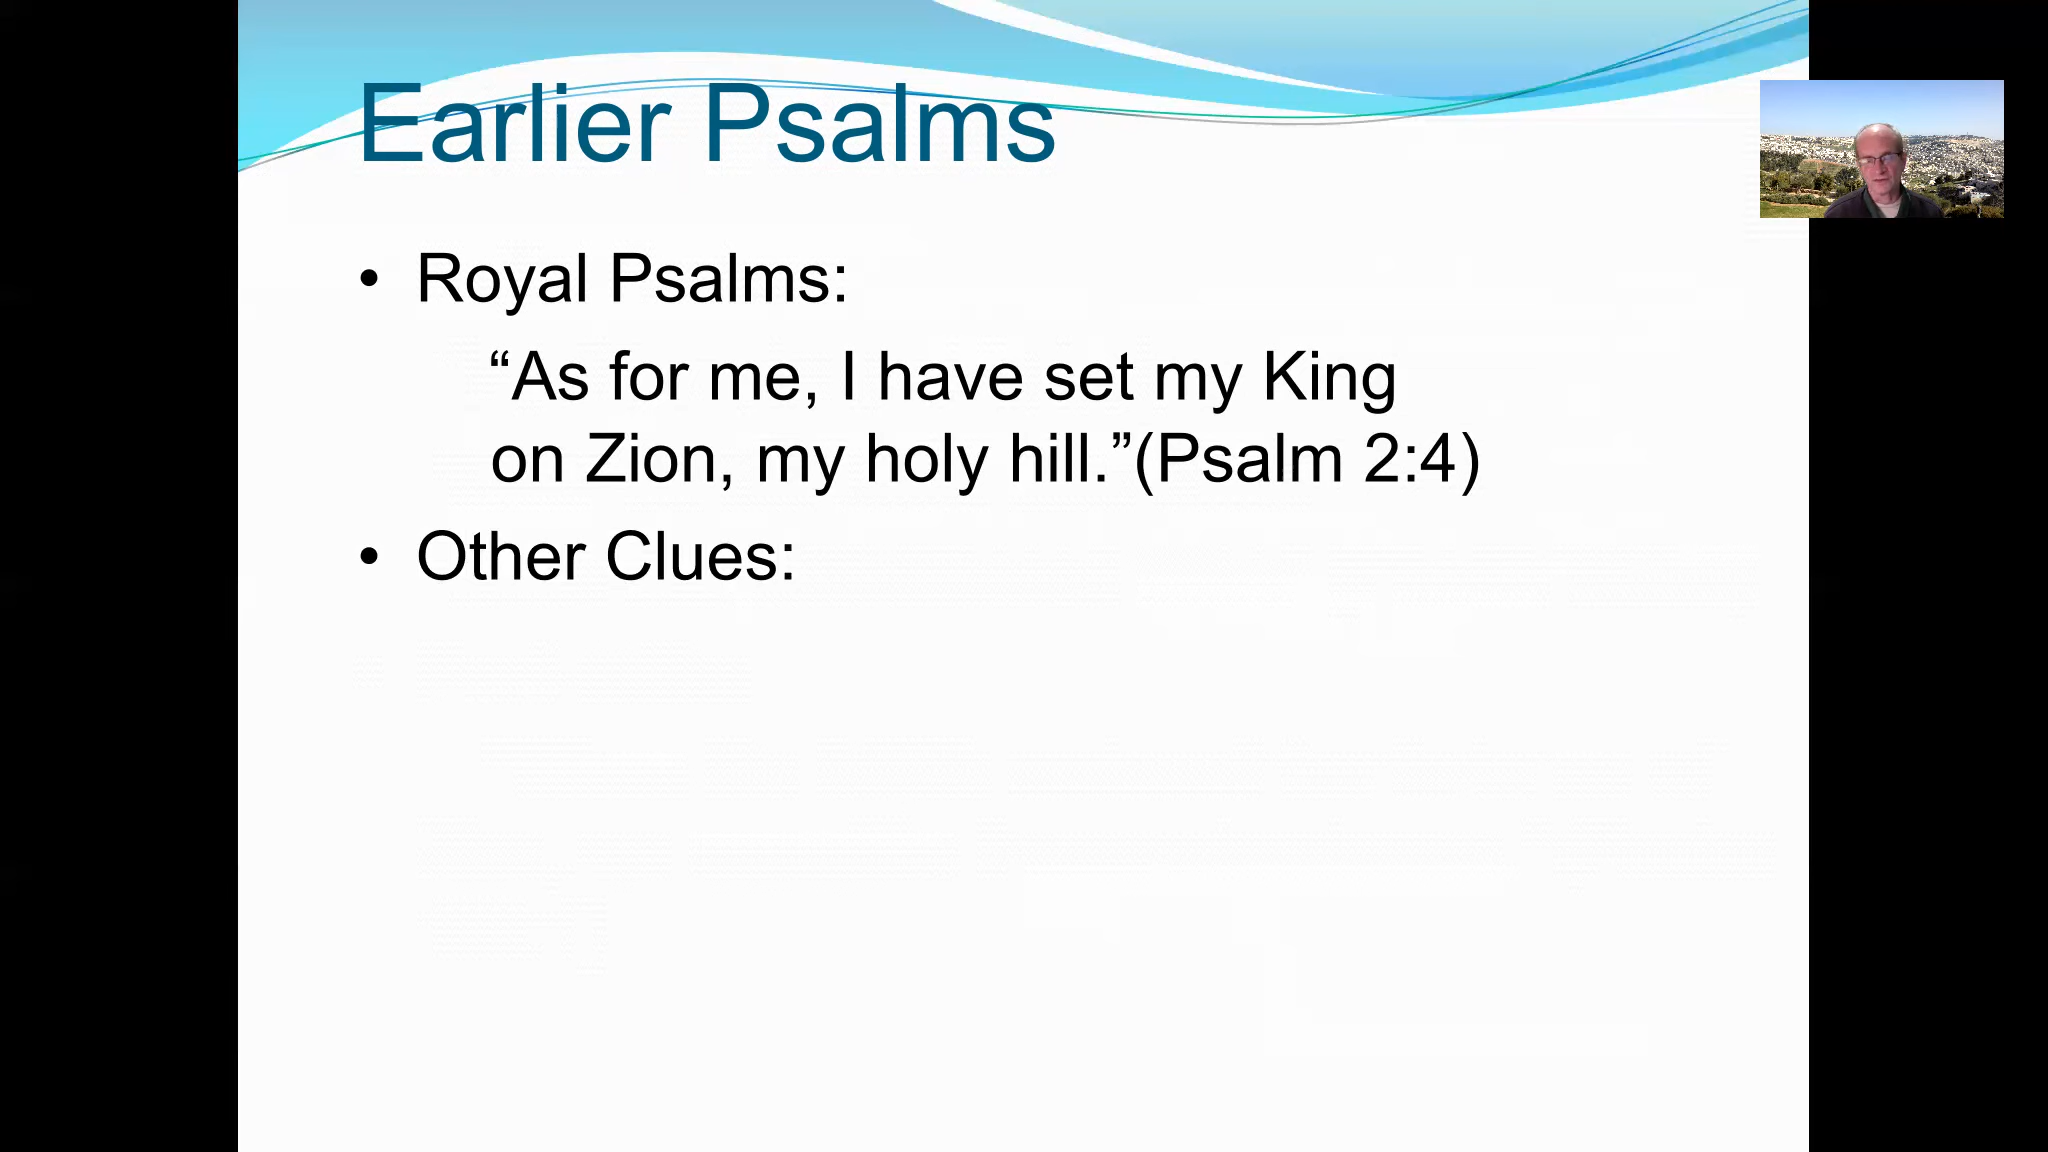 Earlier Psalms
• Royal Psalms:
“As for me, I have set my King
on Zion, my holy hill.”(Psalm 2:4)
• Other Clues: